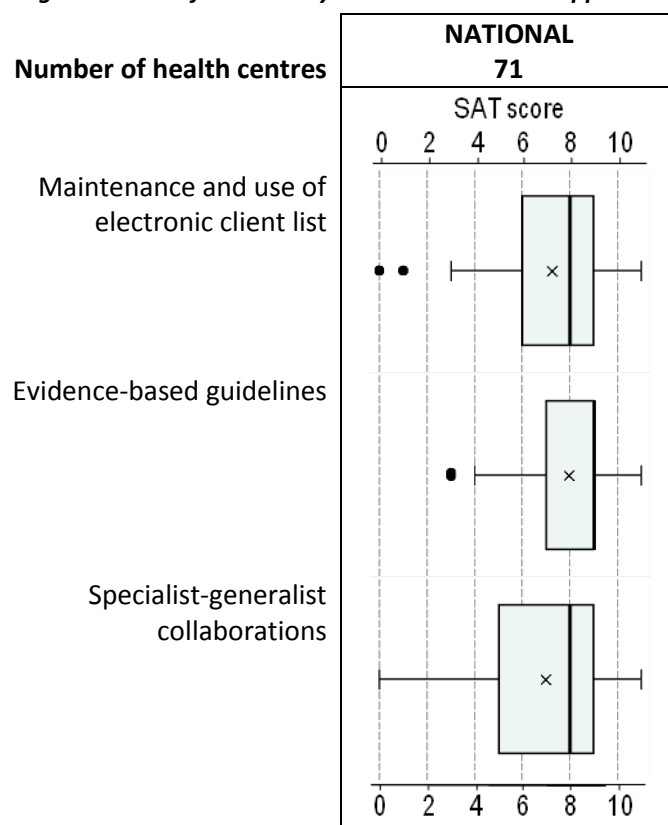 NATIONAL
Number of health centres 71
SAT score
0 2 4 6 8 10
Maintenance and use of
electronic client list
Evidence-based guidelines
Specialist-generalist
collaborations
0 2 4 6 8 10